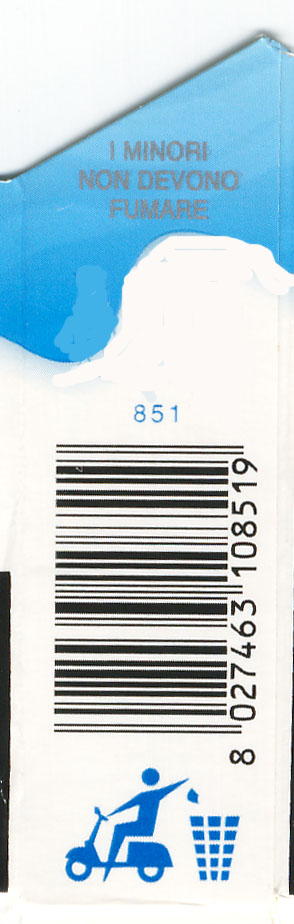 I MINORI
NON DEVONO
FUMARE
851
8 027463 108519